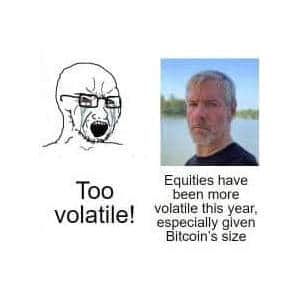 Too
volatile!
Equities have
been more
volatile this year,
especially given
Bitcoin's size